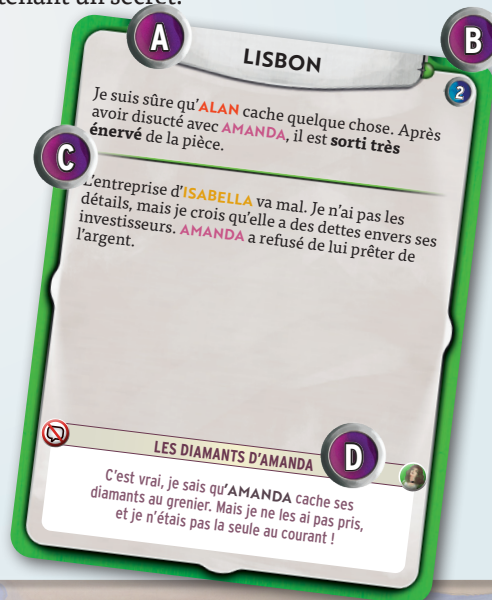 tenant un secret.
A
B
LISBON
2
Je suis sûre qu'ALAN cache quelque chose. Après
avoir disucté avec AMANDA, il est sorti très
énervé de la pièce.
C
L'entreprise d'ISABELLA va mal. Je n'ai pas les
détails, mais je crois qu'elle a des dettes envers ses
investisseurs. AMANDA a refusé de lui prêter de
l'argent.
LES DIAMANTS D'AMANDA
D
C'est vrai, je sais qu'AMANDA cache ses
diamants au grenier. Mais je ne les ai pas pris,
et je n'étais pas la seule au courant !